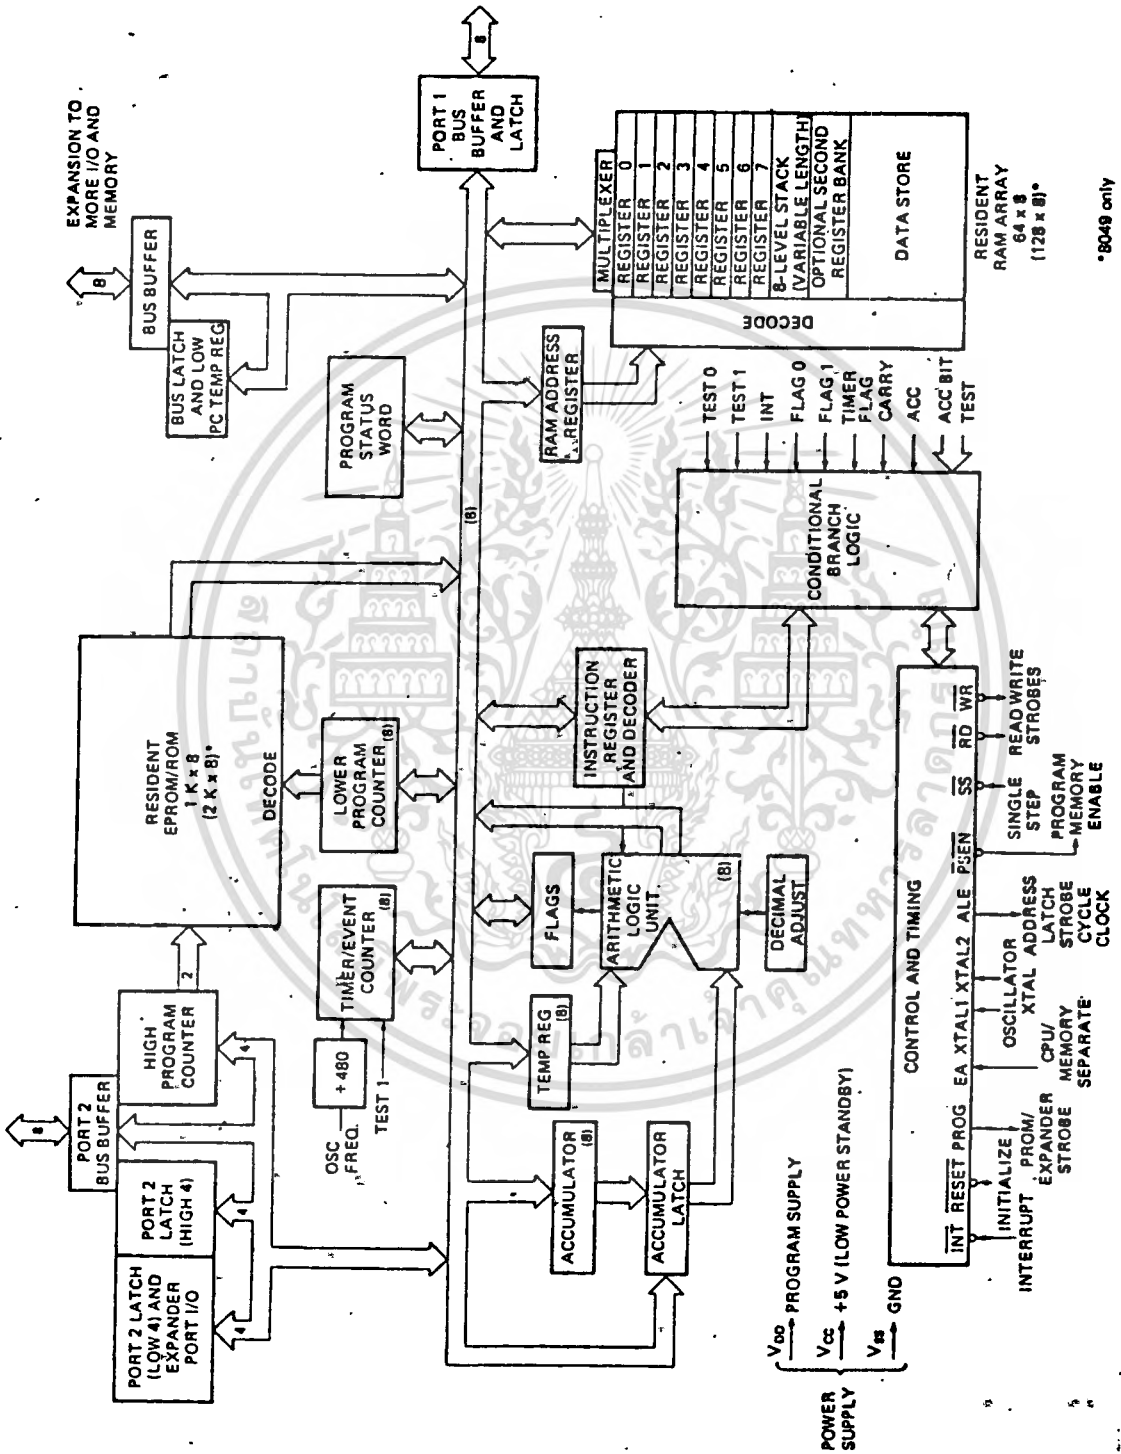 EXPANSION TO
MORE I/O AND
MEMORY
8
BUS BUFFER
BUS LATCH
AND LOW
PC TEMP REG
8
PORT 1
BUS
BUFFER
AND
LATCH
PROGRAM
STATUS
WORD
(8)
RAM ADDRESS
REGISTER
MULTIPLEXER
REGISTER 0
REGISTER 1
REGISTER 2
REGISTER 3
REGISTER 4
REGISTER 5
REGISTER 6
REGISTER 7
8-LEVEL STACK
(VARIABLE LENGTH)
OPTIONAL SECOND
REGISTER BANK
DATA STORE
DECODE
RESIDENT
RAM ARRAY
64 x 8
(128 x 8)*
*8049 only
RESIDENT
EPROM/ROM
1 K x 8
(2 K x 8)*
DECODE
LOWER
PROGRAM
COUNTER
(8)
TIMER/EVENT
COUNTER
(8)
÷ 480
OSC
FREQ.
TEST 1
8
PORT 2
BUS BUFFER
HIGH
PROGRAM
COUNTER
2
4
PORT 2
LATCH
(HIGH 4)
4
PORT 2 LATCH
(LOW 4) AND
EXPANDER
PORT I/O
4
ACCUMULATOR
(8)
ACCUMULATOR
LATCH
TEMP REG
(8)
FLAGS
ARITHMETIC
LOGIC
UNIT
(8)
DECIMAL
ADJUST
INSTRUCTION
REGISTER
AND DECODER
CONDITIONAL
BRANCH
LOGIC
TEST 0
TEST 1
INT
FLAG 0
FLAG 1
TIMER
FLAG
CARRY
ACC
ACC BIT
TEST
CONTROL AND TIMING
INT RESET PROG EA XTAL1 XTAL2 ALE PSEN SS RD WR
INTERRUPT
INITIALIZE
PROM/
EXPANDER
STROBE
CPU/
MEMORY
SEPARATE
OSCILLATOR
XTAL
ADDRESS
LATCH
STROBE
CYCLE
CLOCK
PROGRAM
MEMORY
ENABLE
SINGLE
STEP
READ WRITE
STROBES
POWER
SUPPLY
VDD PROGRAM SUPPLY
VCC +5 V (LOW POWER STANDBY)
VSS GND